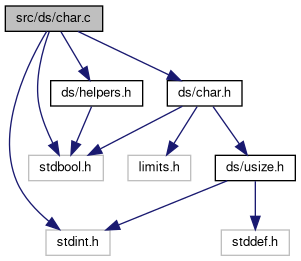 src/ds/char.c
ds/helpers.h
ds/char.h
stdbool.h
limits.h
ds/usize.h
stdint.h
stddef.h